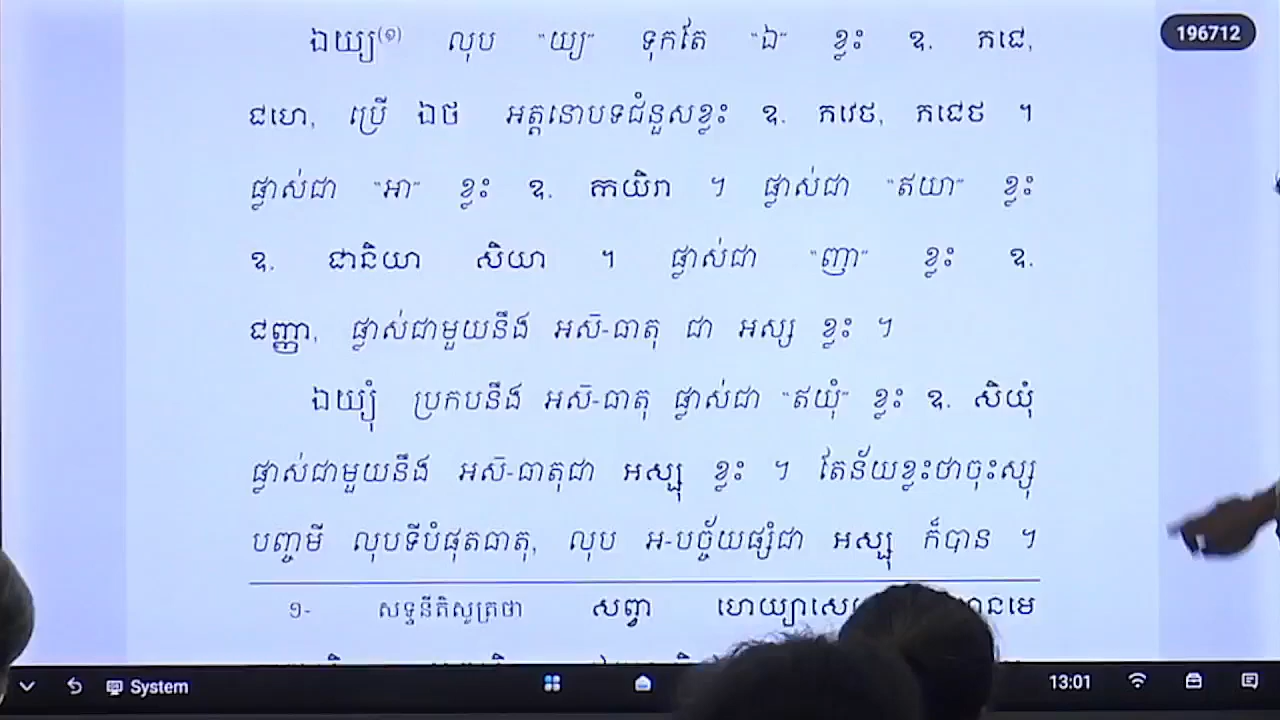 ឯយ្យ(១) លុប "យ្យ" ទុកតែ "ឯ" ខ្លះ ឧ. ភជេ,
196712
ជហេ, ប្រើ ឯថ អត្តនោបទជំនួសខ្លះ ឧ. ភវេថ, ភជេថ ។
ផ្លាស់ជា "អា" ខ្លះ ឧ. កយិរា ។ ផ្លាស់ជា "ឥយា" ខ្លះ
ឧ. ជានិយា សិយា ។ ផ្លាស់ជា "ញា" ខ្លះ ឧ.
ជញ្ញា, ផ្លាស់ជាមួយនឹង អស៑-ធាតុ ជា អស្ស ខ្លះ ។
ឯយ្យុំ ប្រកបនឹង អស៑-ធាតុ ផ្លាស់ជា "ឥយុំ" ខ្លះ ឧ. សិយុំ
ផ្លាស់ជាមួយនឹង អស៑-ធាតុជា អស្សុ ខ្លះ ។ តែន័យខ្លះថាចុះស្សុ
បញ្ចមី លុបទីបំផុតធាតុ, លុប អ-បច្ច័យផ្សំជា អស្សុ ក៏បាន ។
១- សទ្ទនីតិសូត្រថា សព្វា
System
13:01